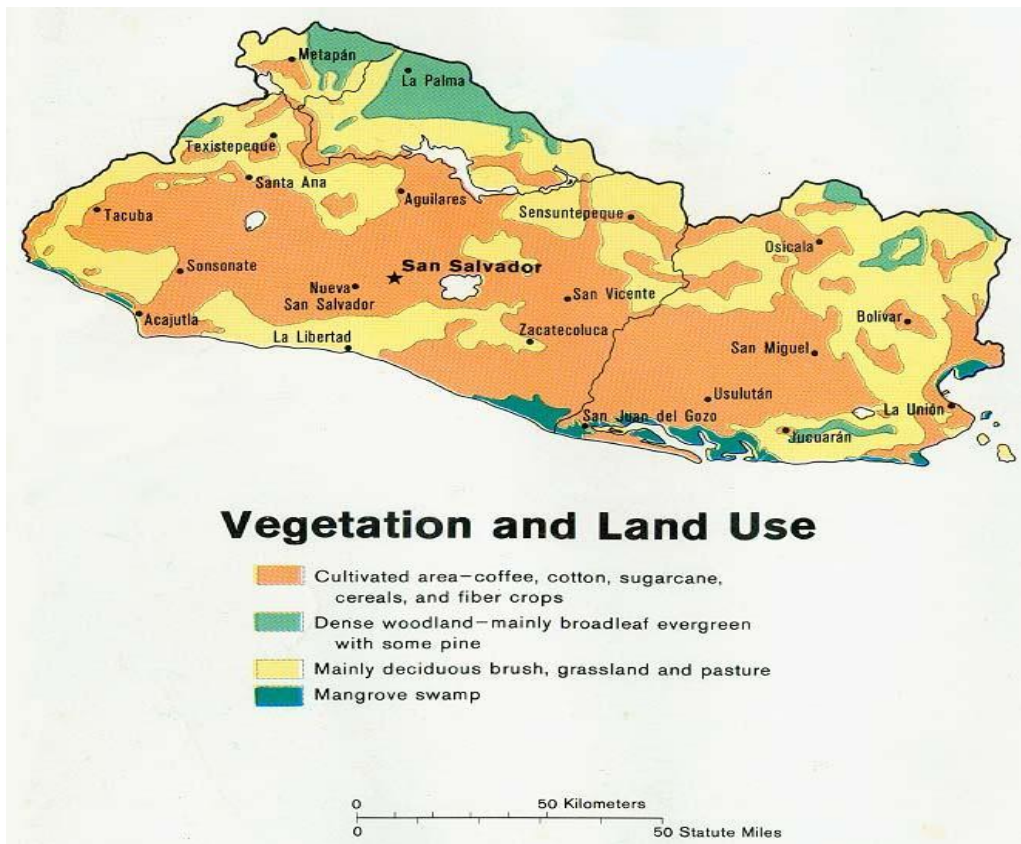 Metapán
La Palma
Texistepeque
Santa Ana
Aguilares
Sensuntepeque
Tacuba
Osicala
Sonsonate
San Salvador
Nueva
San Salvador
San Vicente
Acajutla
Bolívar
La Libertad
Zacatecoluca
San Miguel
Usulután
La Unión
San Juan del Gozo
Jucuarán
Vegetation and Land Use
Cultivated area—coffee, cotton, sugarcane,
cereals, and fiber crops
Dense woodland—mainly broadleaf evergreen
with some pine
Mainly deciduous brush, grassland and pasture
Mangrove swamp
0 50 Kilometers
0 50 Statute Miles